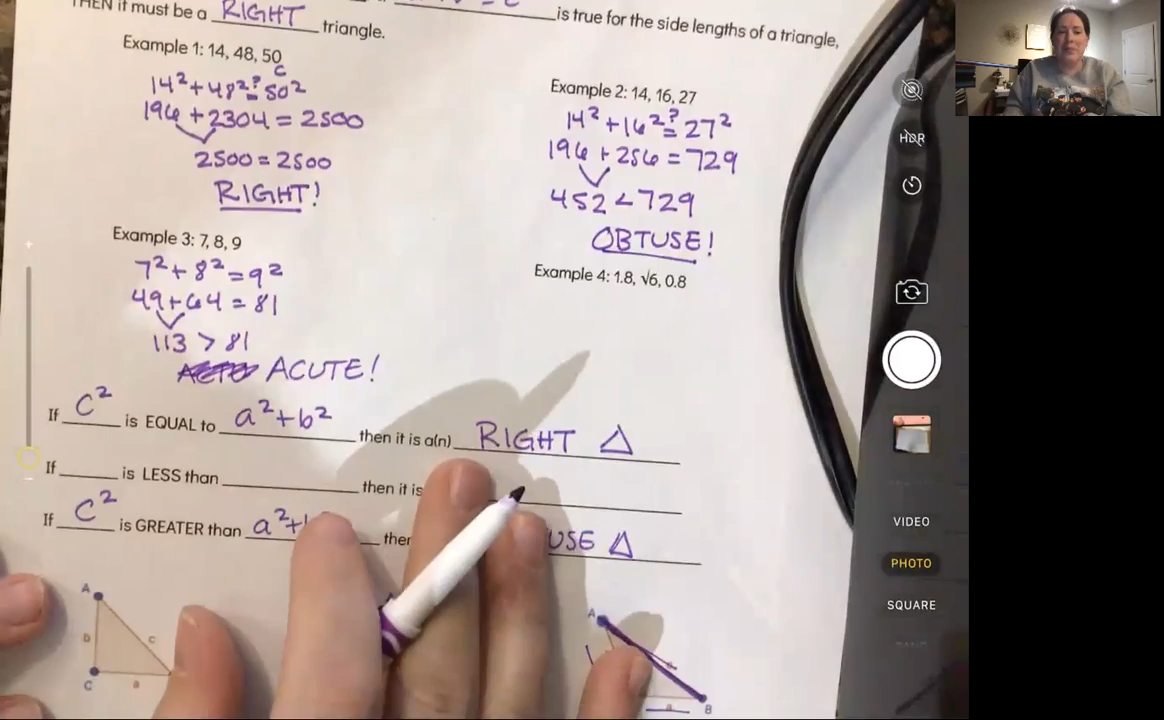 THEN it must be a RIGHT triangle.
is true for the side lengths of a triangle,
Example 1: 14, 48, 50
c
14² + 48² ?= 50²
196 + 2304 = 2500
2500 = 2500
RIGHT!
Example 2: 14, 16, 27
14² + 16² ?= 27²
196 + 256 = 729
452 < 729
OBTUSE!
Example 3: 7, 8, 9
7² + 8² = 9²
49 + 64 = 81
113 > 81
ACUTE!
Example 4: 1.8, √6, 0.8
If c² is EQUAL to a² + b² then it is a(n) RIGHT △
If ____ is LESS than ____ then it is
If c² is GREATER than a² + then USE △
A
b
c
C
a
A
a
B
HDR
VIDEO
PHOTO
SQUARE